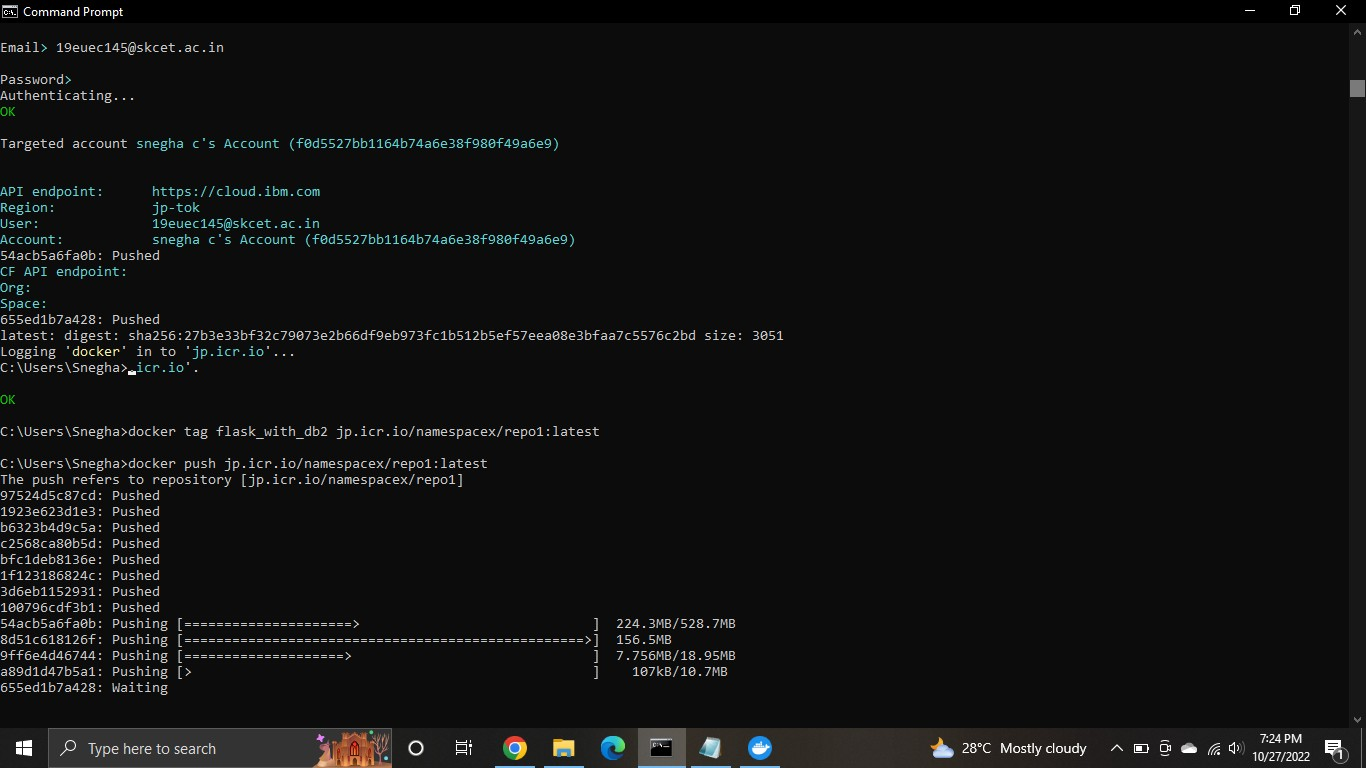 Command Prompt
Email> 19euec145@skcet.ac.in
Password>
Authenticating...
OK
Targeted account snegha c's Account (f0d5527bb1164b74a6e38f980f49a6e9)
API endpoint:      https://cloud.ibm.com
Region:            jp-tok
User:              19euec145@skcet.ac.in
Account:           snegha c's Account (f0d5527bb1164b74a6e38f980f49a6e9)
54acb5a6fa0b: Pushed
CF API endpoint:
Org:
Space:
655ed1b7a428: Pushed
latest: digest: sha256:27b3e33bf32c79073e2b66df9eb973fc1b512b5ef57eea08e3bfaa7c5576c2bd size: 3051
Logging 'docker' in to 'jp.icr.io'...
C:\Users\Snegha>.icr.io'.
OK
C:\Users\Snegha>docker tag flask_with_db2 jp.icr.io/namespacex/repo1:latest
C:\Users\Snegha>docker push jp.icr.io/namespacex/repo1:latest
The push refers to repository [jp.icr.io/namespacex/repo1]
97524d5c87cd: Pushed
1923e623d1e3: Pushed
b6323b4d9c5a: Pushed
c2568ca80b5d: Pushed
bfc1deb8136e: Pushed
1f123186824c: Pushed
3d6eb1152931: Pushed
100796cdf3b1: Pushed
54acb5a6fa0b: Pushing [=====================>                             ]  224.3MB/528.7MB
8d51c618126f: Pushing [==================================================>]  156.5MB
9ff6e4d46744: Pushing [====================>                              ]  7.756MB/18.95MB
a89d1d47b5a1: Pushing [>                                                  ]    107kB/10.7MB
655ed1b7a428: Waiting
Type here to search
28°C Mostly cloudy
7:24 PM
10/27/2022
1